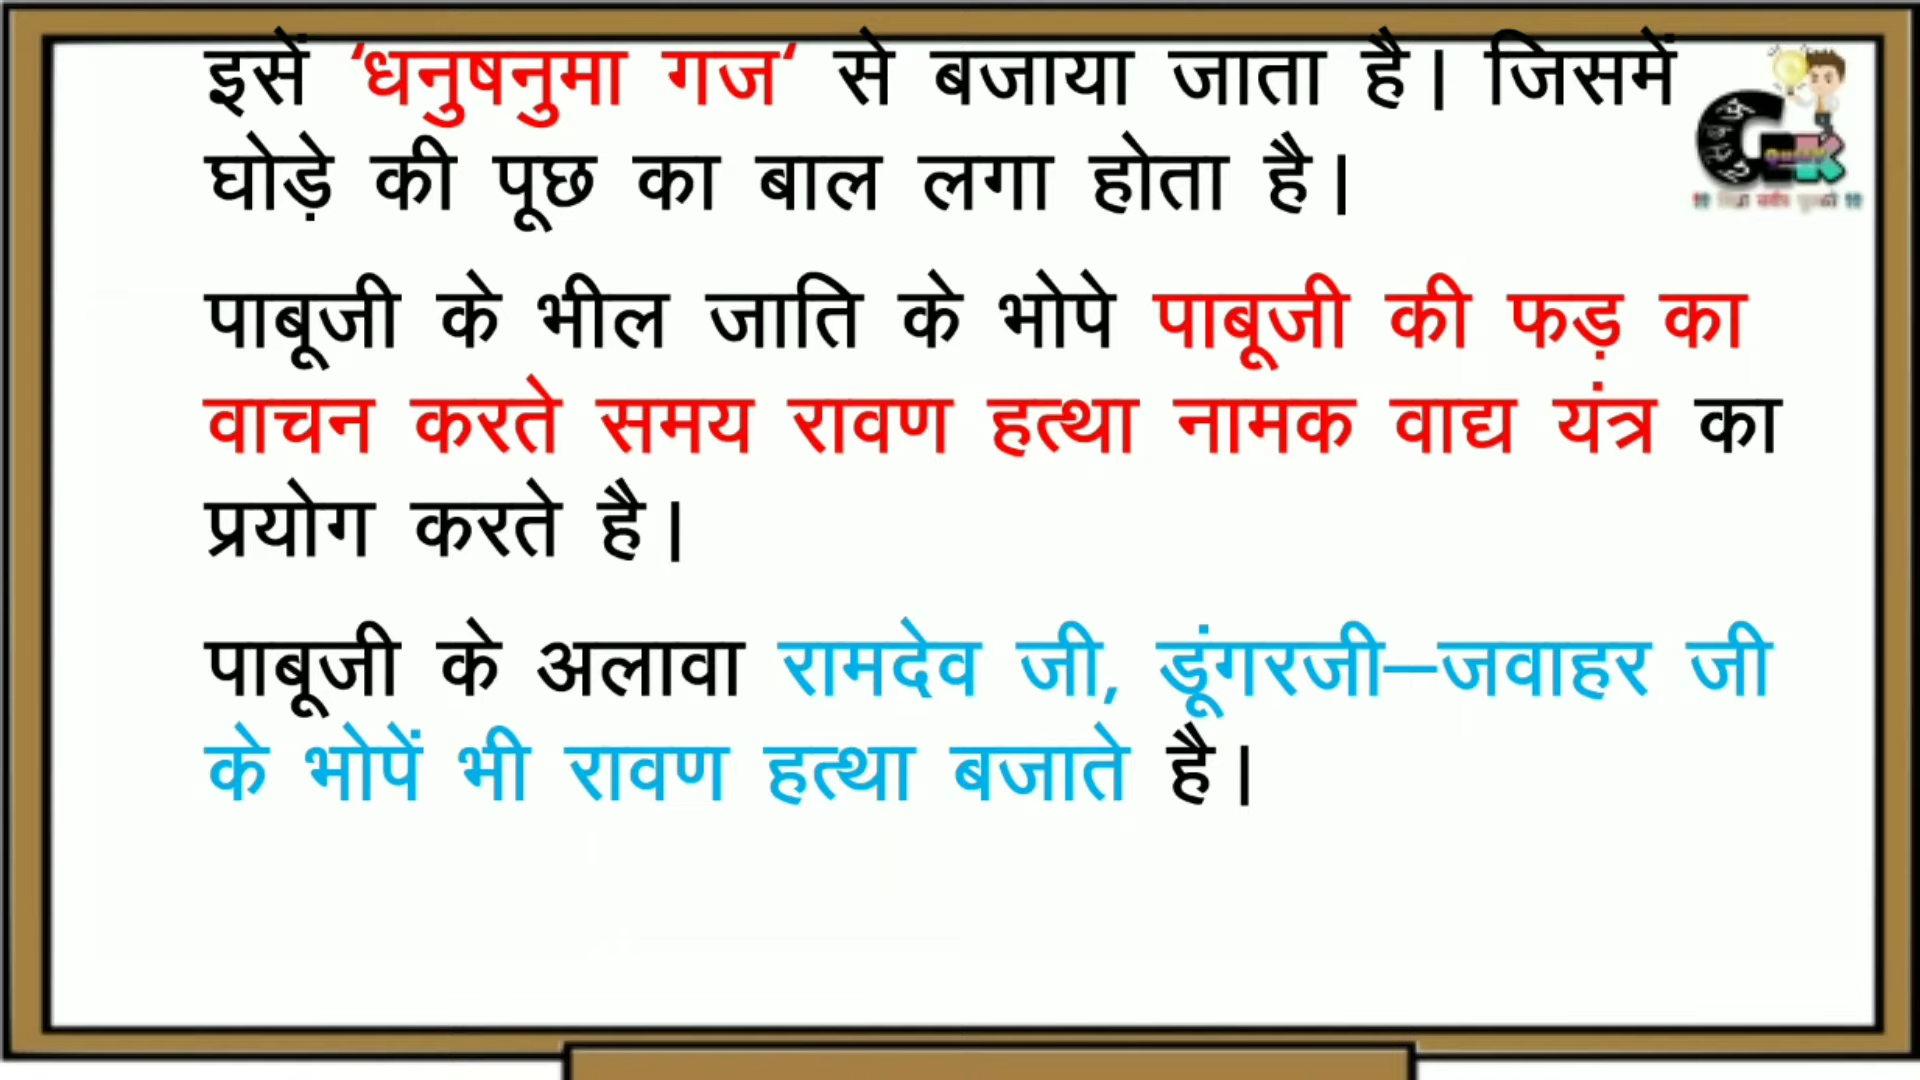 इसें ‘धनुषनुमा गज‘ से बजाया जाता है। जिसमें
घोड़े की पूछ का बाल लगा होता है।
पाबूजी के भील जाति के भोपे पाबूजी की फड़ का
वाचन करते समय रावण हत्था नामक वाद्य यंत्र का
प्रयोग करते है।
पाबूजी के अलावा रामदेव जी, डूंगरजी–जवाहर जी
के भोपें भी रावण हत्था बजाते है।